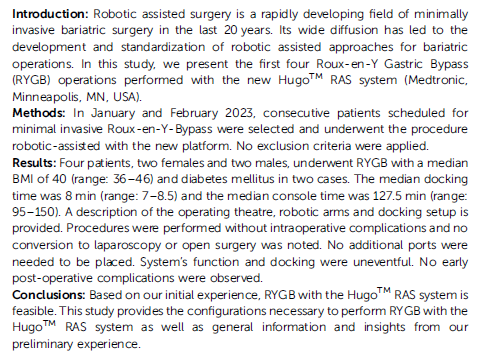 Introduction: Robotic assisted surgery is a rapidly developing field of minimally
invasive bariatric surgery in the last 20 years. Its wide diffusion has led to the
development and standardization of robotic assisted approaches for bariatric
operations. In this study, we present the first four Roux-en-Y Gastric Bypass
(RYGB) operations performed with the new Hugo™ RAS system (Medtronic,
Minneapolis, MN, USA).
Methods: In January and February 2023, consecutive patients scheduled for
minimal invasive Roux-en-Y-Bypass were selected and underwent the procedure
robotic-assisted with the new platform. No exclusion criteria were applied.
Results: Four patients, two females and two males, underwent RYGB with a median
BMI of 40 (range: 36–46) and diabetes mellitus in two cases. The median docking
time was 8 min (range: 7–8.5) and the median console time was 127.5 min (range:
95–150). A description of the operating theatre, robotic arms and docking setup is
provided. Procedures were performed without intraoperative complications and no
conversion to laparoscopy or open surgery was noted. No additional ports were
needed to be placed. System's function and docking were uneventful. No early
post-operative complications were observed.
Conclusions: Based on our initial experience, RYGB with the Hugo™ RAS system is
feasible. This study provides the configurations necessary to perform RYGB with the
Hugo™ RAS system as well as general information and insights from our
preliminary experience.